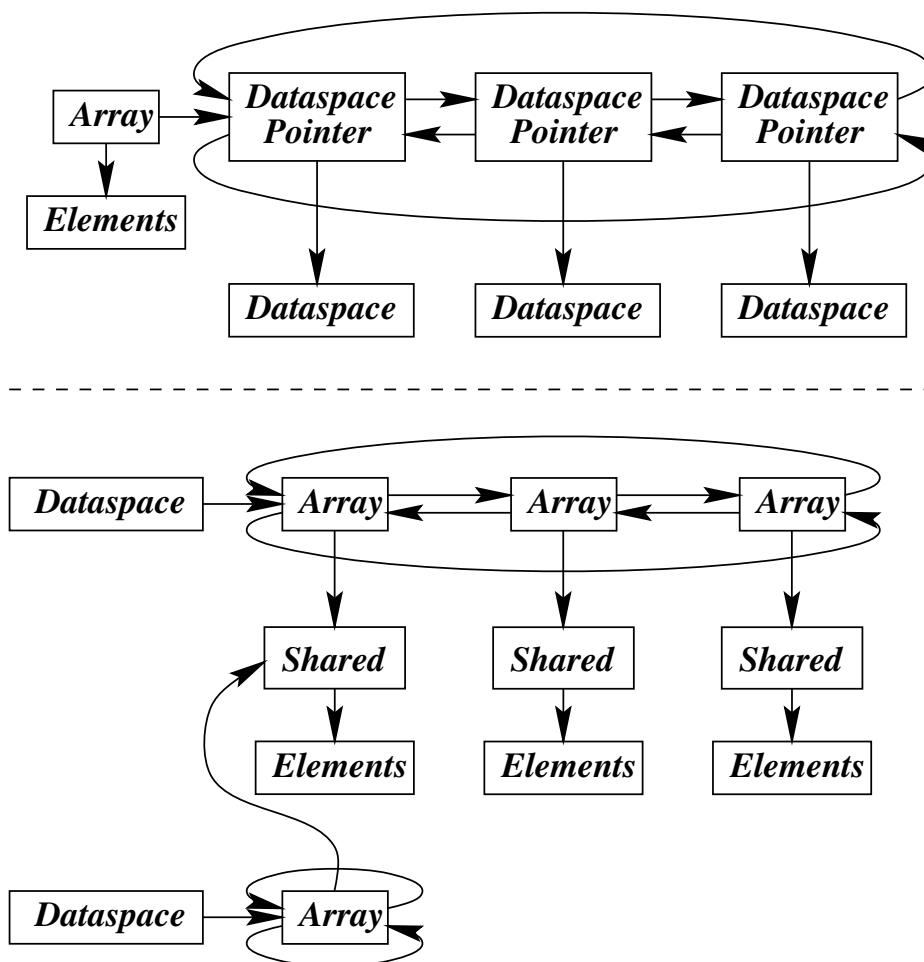 Array
Dataspace
Pointer
Dataspace
Pointer
Dataspace
Pointer
Elements
Dataspace
Dataspace
Dataspace
Dataspace
Array
Array
Array
Shared
Shared
Shared
Elements
Elements
Elements
Dataspace
Array